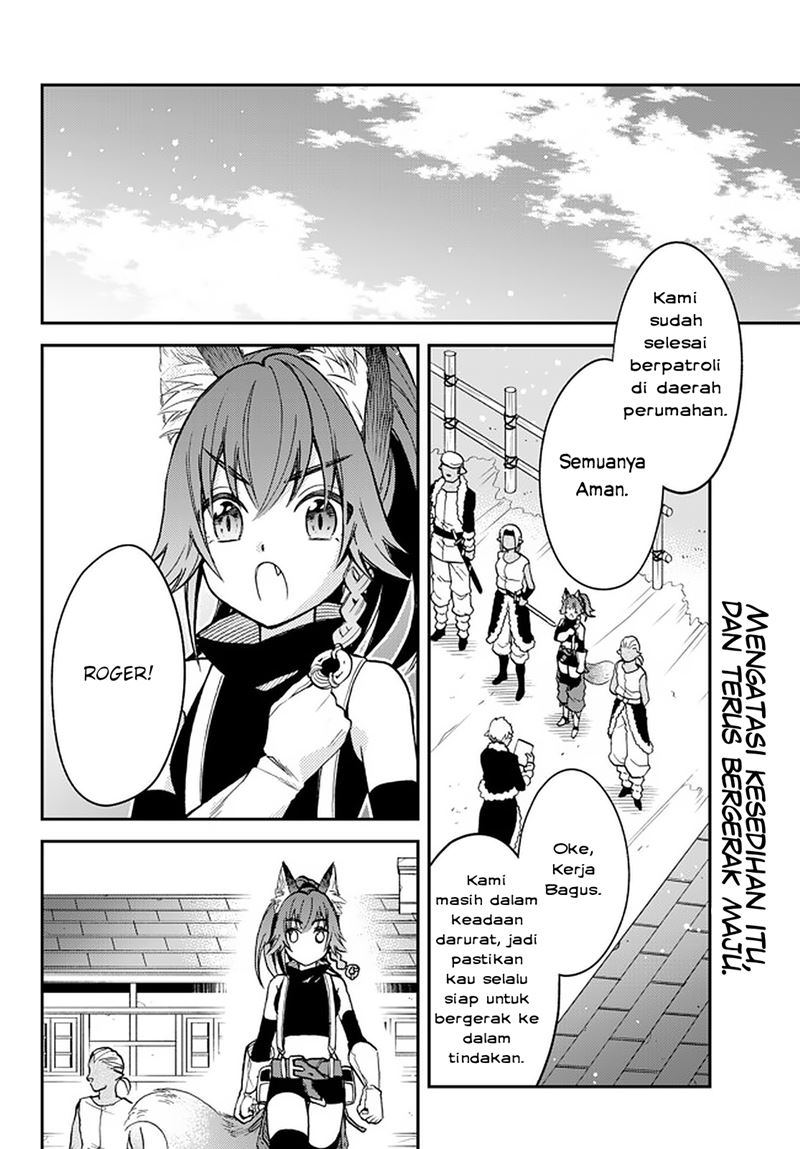 Kami
sudah
selesai
berpatroli
di daerah
perumahan.
Semuanya
Aman.
MENGATASI KESEDIHAN ITU,
DAN TERUS BERGERAK MAJU.
Oke,
Kerja
Bagus.
Kami
masih dalam
keadaan
darurat, jadi
pastikan
kau selalu
siap untuk
bergerak ke
dalam
tindakan.
ROGER!